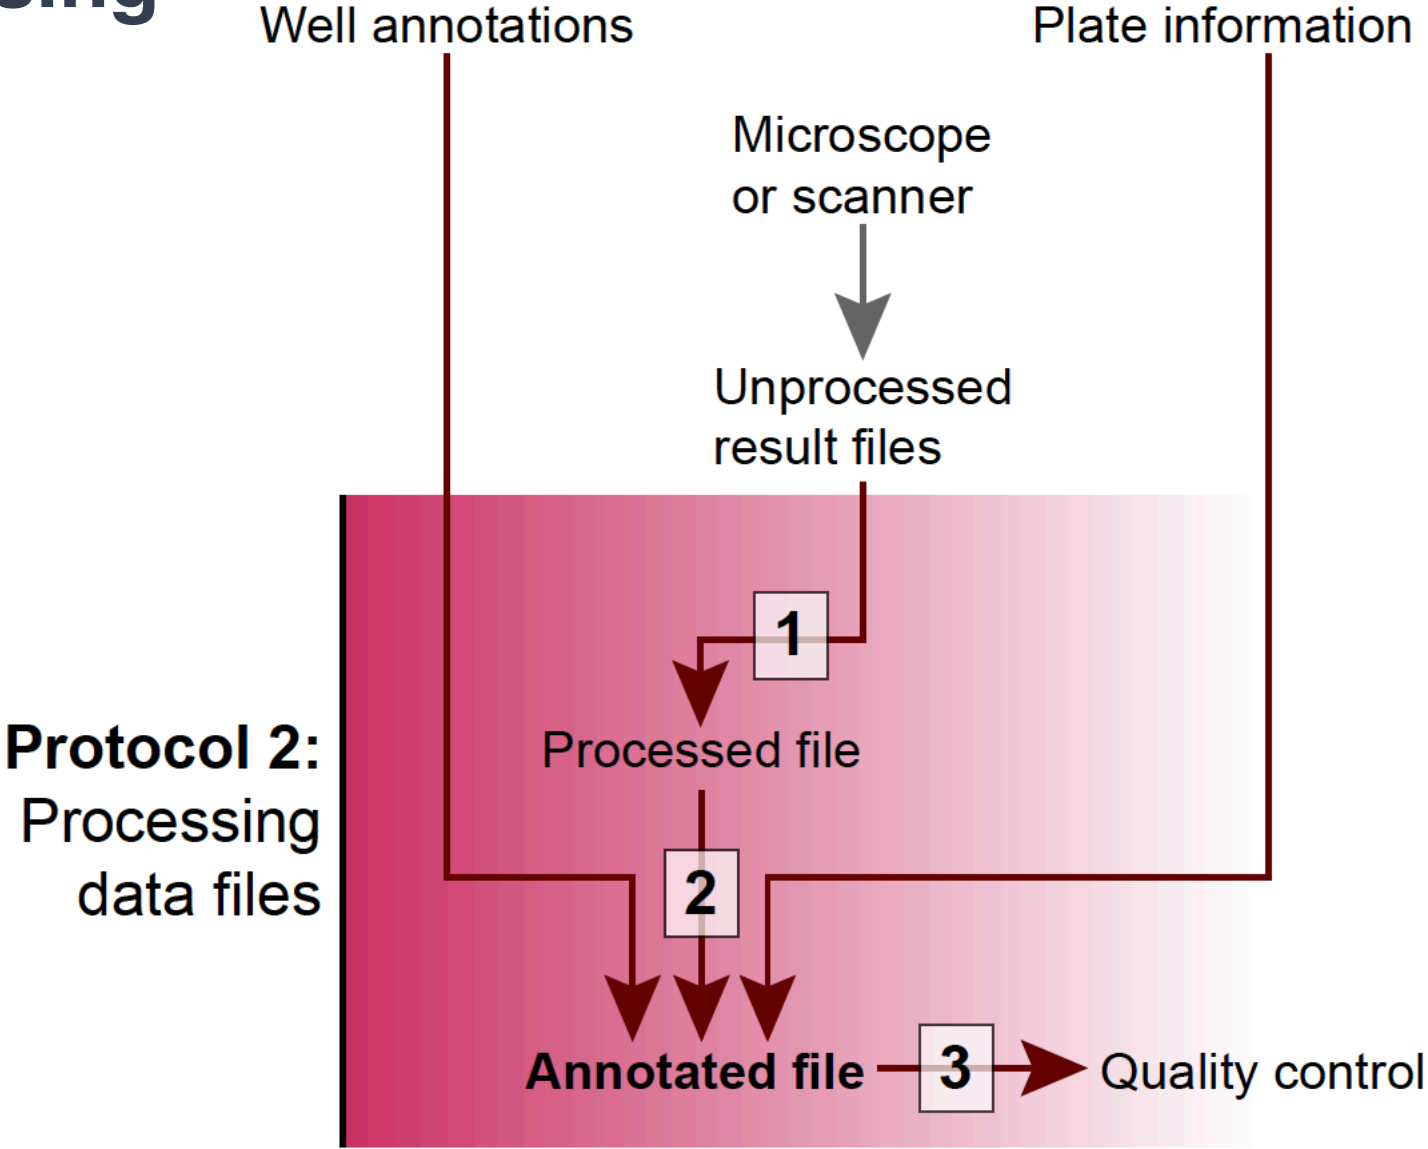 Well annotations
Plate information
Microscope
or scanner
Unprocessed
result files
1
Processed file
Protocol 2:
Processing
data files
2
Annotated file
3
Quality control